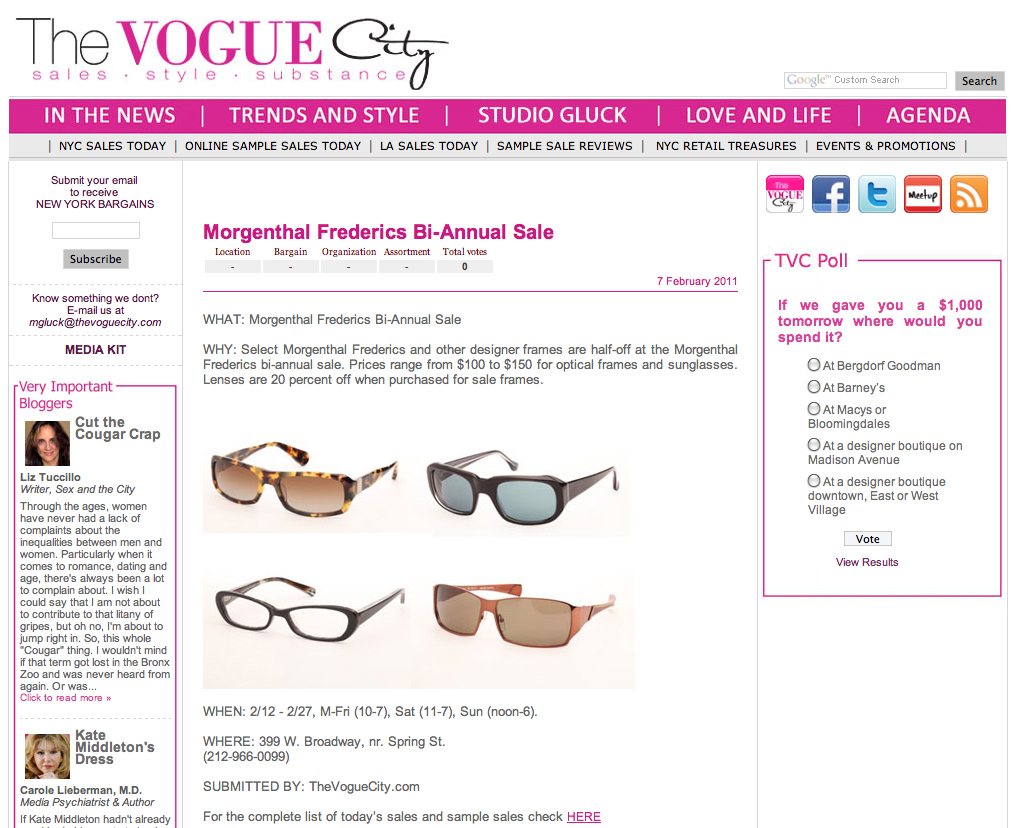 The VOGUE City
sales · style · substance
Google™ Custom Search
Search
IN THE NEWS | TRENDS AND STYLE | STUDIO GLUCK | LOVE AND LIFE | AGENDA
| NYC SALES TODAY | ONLINE SAMPLE SALES TODAY | LA SALES TODAY | SAMPLE SALE REVIEWS | NYC RETAIL TREASURES | EVENTS & PROMOTIONS |
Submit your email
to receive
NEW YORK BARGAINS
Subscribe
Know something we dont?
E-mail us at
mgluck@thevoguecity.com
MEDIA KIT
Very Important
Bloggers
Cut the
Cougar Crap
Liz Tuccillo
Writer, Sex and the City
Through the ages, women
have never had a lack of
complaints about the
inequalities between men and
women. Particularly when it
comes to romance, dating and
age, there's always been a lot
to complain about. I wish I
could say that I am not about
to contribute to that litany of
gripes, but oh no, I'm about to
jump right in. So, this whole
"Cougar" thing. I wouldn't mind
if that term got lost in the Bronx
Zoo and was never heard from
again. Or was...
Click to read more »
Kate
Middleton's
Dress
Carole Lieberman, M.D.
Media Psychiatrist & Author
If Kate Middleton hadn't already
Morgenthal Frederics Bi-Annual Sale
Location Bargain Organization Assortment Total votes
- - - - 0
7 February 2011
WHAT: Morgenthal Frederics Bi-Annual Sale
WHY: Select Morgenthal Frederics and other designer frames are half-off at the Morgenthal
Frederics bi-annual sale. Prices range from $100 to $150 for optical frames and sunglasses.
Lenses are 20 percent off when purchased for sale frames.
WHEN: 2/12 - 2/27, M-Fri (10-7), Sat (11-7), Sun (noon-6).
WHERE: 399 W. Broadway, nr. Spring St.
(212-966-0099)
SUBMITTED BY: TheVogueCity.com
For the complete list of today's sales and sample sales check HERE
The
VOGUE
City
Meetup
TVC Poll
If we gave you a $1,000
tomorrow where would you
spend it?
At Bergdorf Goodman
At Barney's
At Macys or
Bloomingdales
At a designer boutique on
Madison Avenue
At a designer boutique
downtown, East or West
Village
Vote
View Results